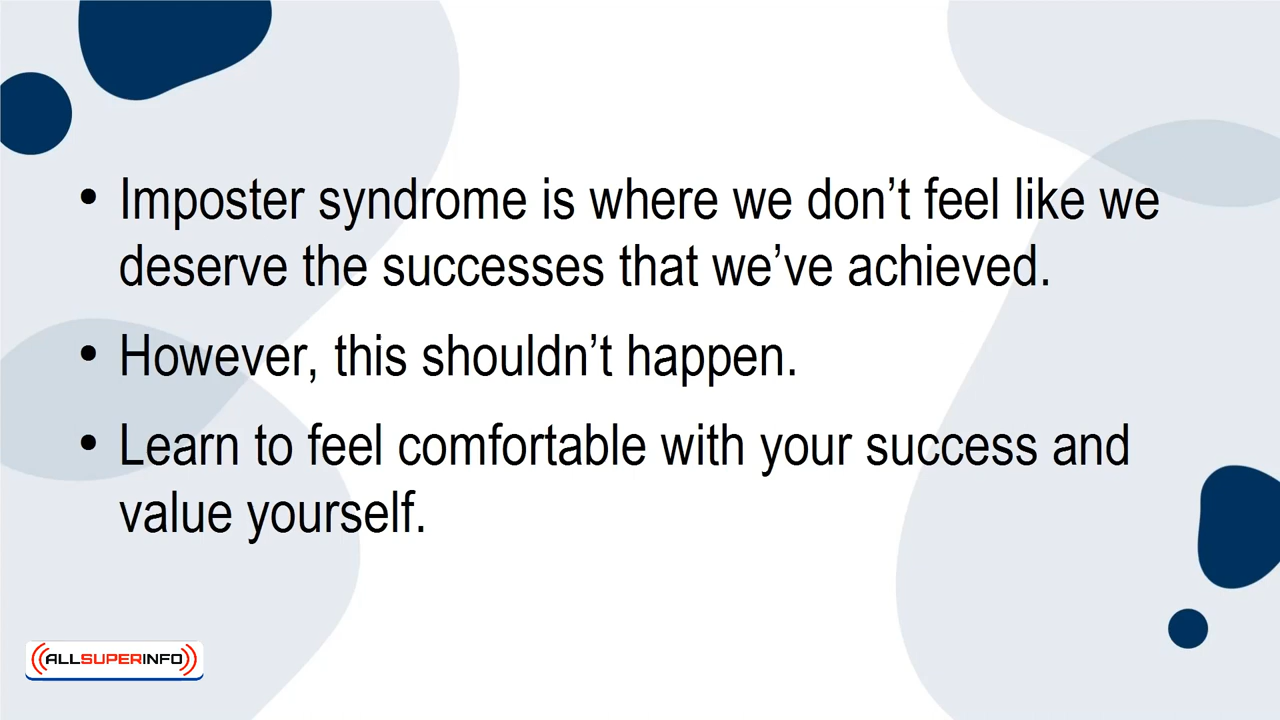 • Imposter syndrome is where we don’t feel like we
deserve the successes that we’ve achieved.
• However, this shouldn’t happen.
• Learn to feel comfortable with your success and
value yourself.
ALLSUPERINFO